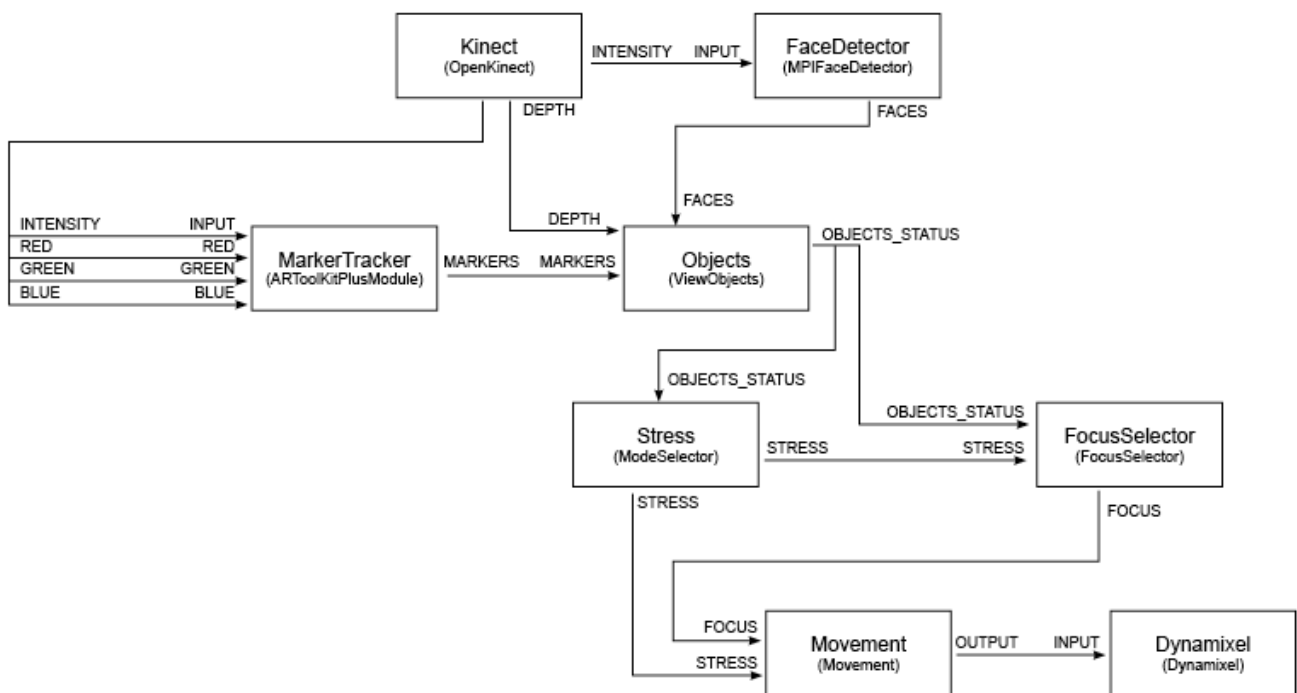 Kinect
(OpenKinect)
INTENSITY INPUT
FaceDetector
(MPIFaceDetector)
DEPTH
FACES
FACES
DEPTH
INTENSITY INPUT
RED RED
GREEN GREEN
BLUE BLUE
MarkerTracker
(ARToolKitPlusModule)
MARKERS MARKERS
Objects
(ViewObjects)
OBJECTS_STATUS
OBJECTS_STATUS
OBJECTS_STATUS
Stress
(ModeSelector)
STRESS STRESS
FocusSelector
(FocusSelector)
STRESS
FOCUS
FOCUS
STRESS
Movement
(Movement)
OUTPUT INPUT
Dynamixel
(Dynamixel)